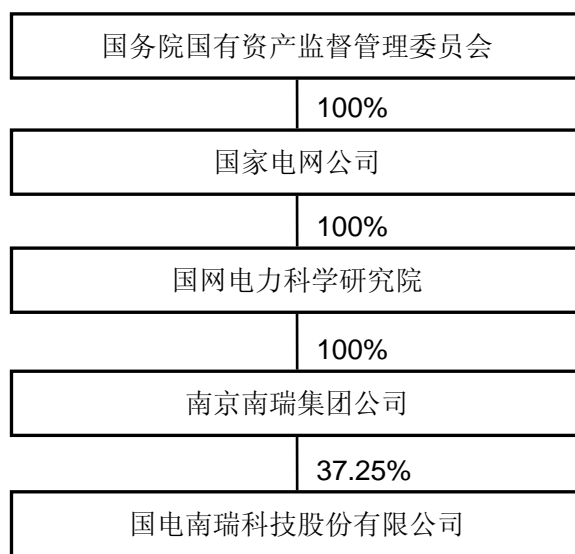 国务院国有资产监督管理委员会
100%
国家电网公司
100%
国网电力科学研究院
100%
南京南瑞集团公司
37.25%
国电南瑞科技股份有限公司